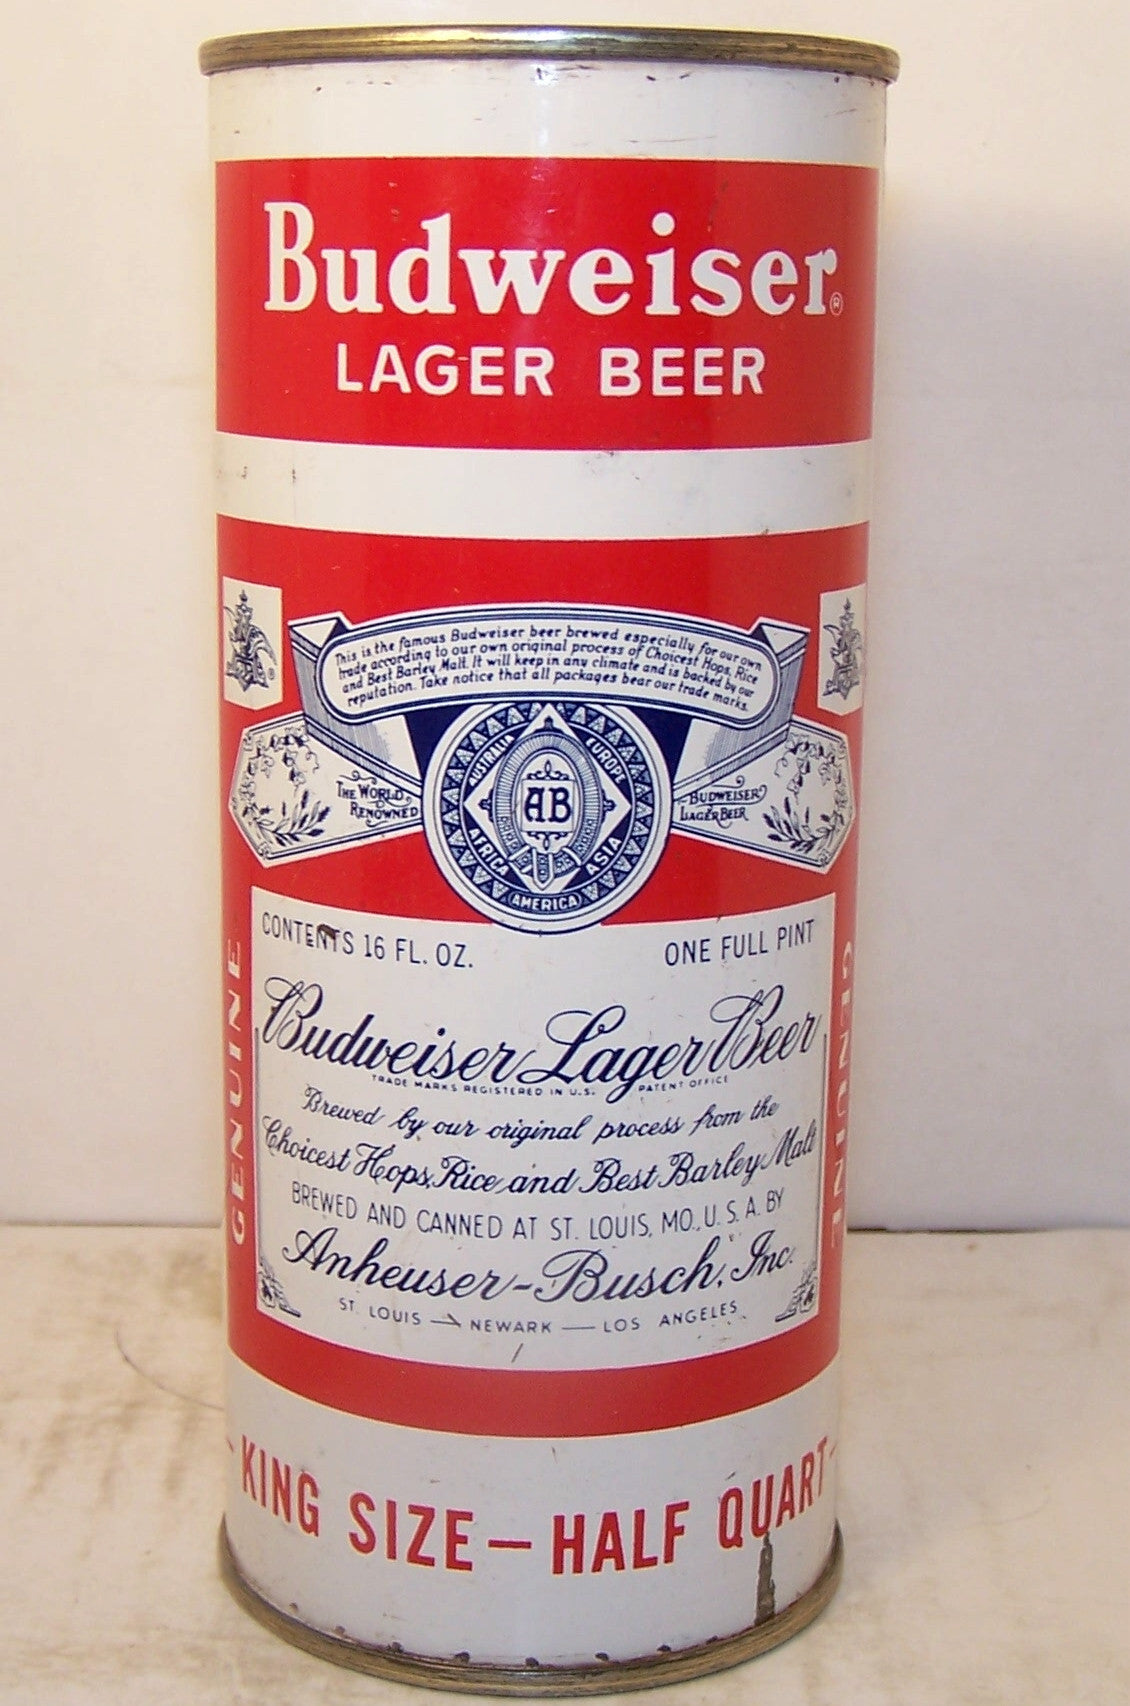 Budweiser®
LAGER BEER
This is the famous Budweiser beer brewed especially for our own
trade according to our own original process of Choicest Hops, Rice
and Best Barley Malt. It will keep in any climate and is backed by our
reputation. Take notice that all packages bear our trade marks.
AUSTRALIA EUROPE
THE WORLD
RENOWNED
AB
BUDWEISER
LAGER BEER
AFRICA ASIA
AMERICA
CONTENTS 16 FL. OZ. ONE FULL PINT
GENUINE
GENUINE
Budweiser Lager Beer
TRADE MARKS REGISTERED IN U.S. PATENT OFFICE
Brewed by our original process from the
Choicest Hops, Rice and Best Barley Malt
BREWED AND CANNED AT ST. LOUIS, MO., U. S. A. BY
Anheuser-Busch, Inc.
ST. LOUIS — NEWARK — LOS ANGELES
— KING SIZE — HALF QUART —